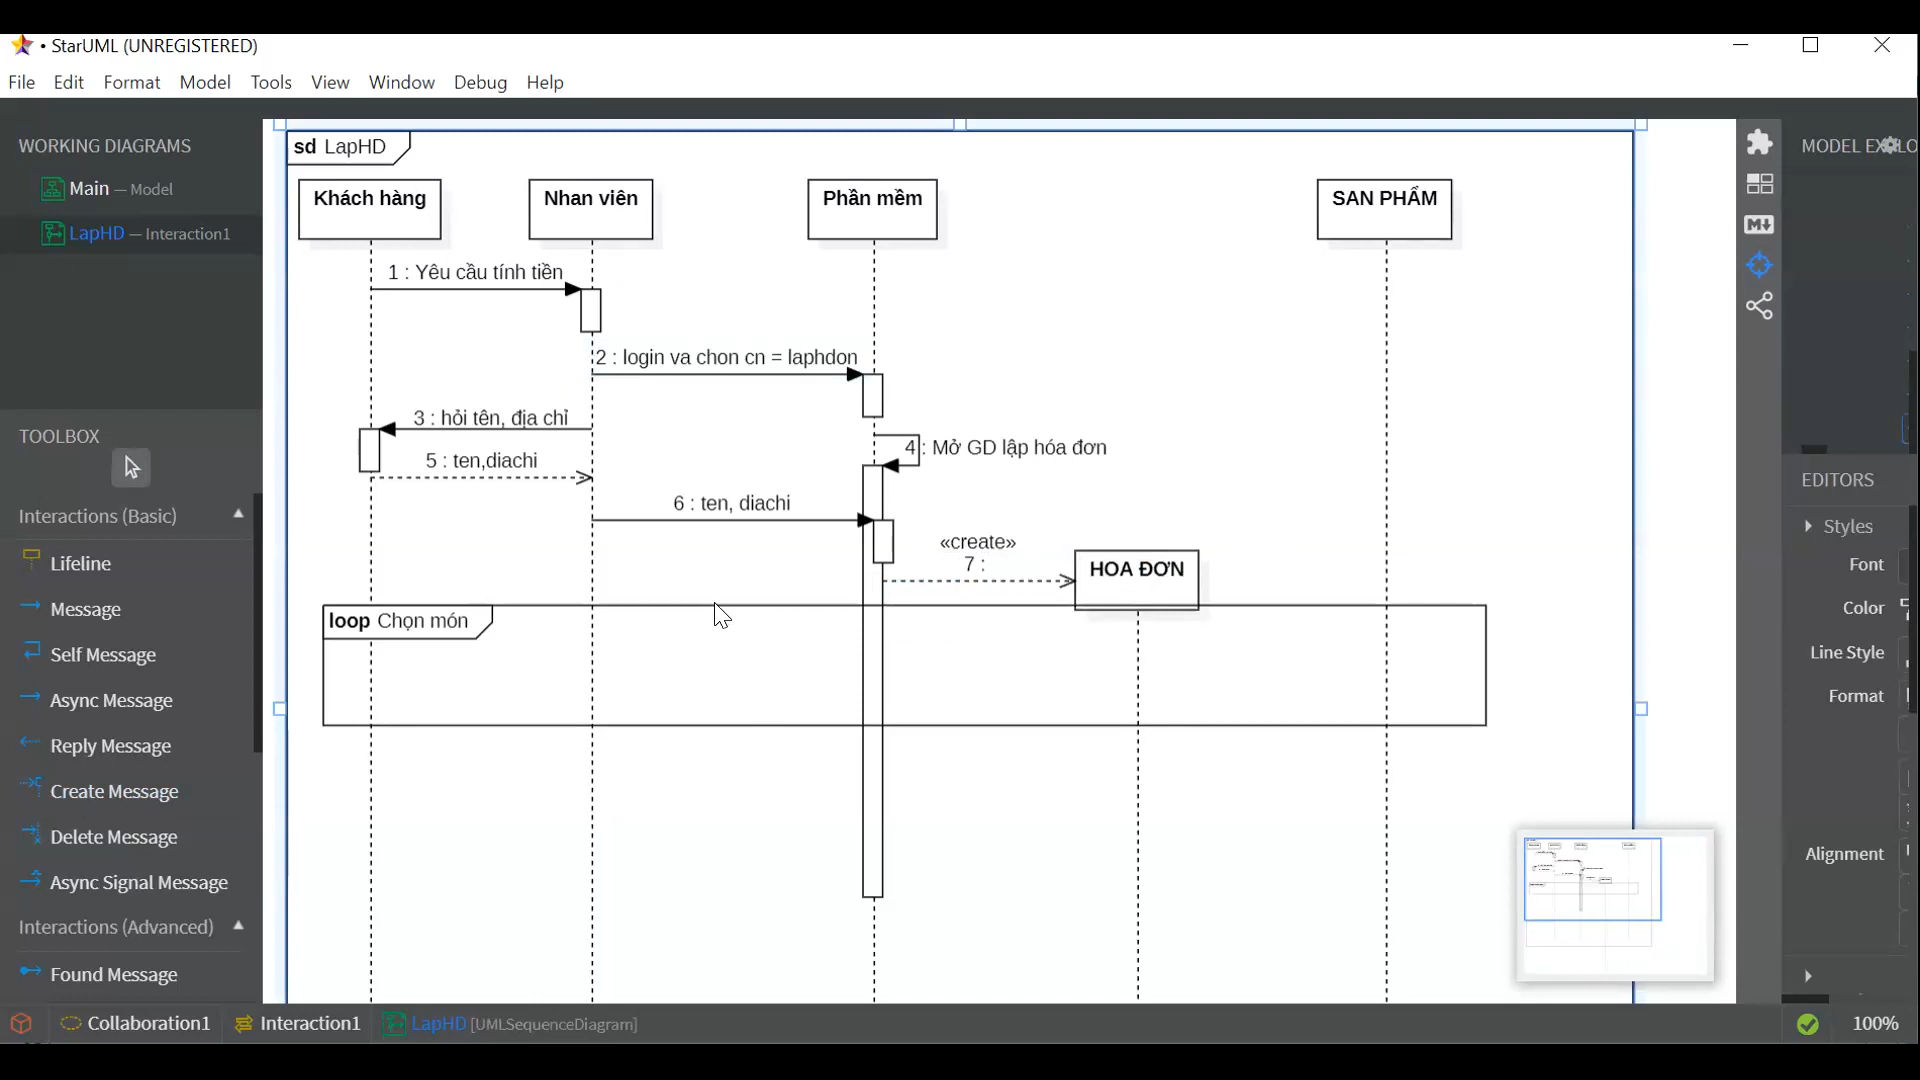 • StarUML (UNREGISTERED)
File Edit Format Model Tools View Window Debug Help
WORKING DIAGRAMS
Main — Model
LapHD — Interaction1
TOOLBOX
Interactions (Basic)
Lifeline
Message
Self Message
Async Message
Reply Message
Create Message
Delete Message
Async Signal Message
Interactions (Advanced)
Found Message
sd LapHD
Khách hàng
Nhan viên
Phần mềm
SAN PHẨM
1 : Yêu cầu tính tiền
2 : login va chon cn = laphdon
3 : hỏi tên, địa chỉ
4 : Mở GD lập hóa đơn
5 : ten,diachi
6 : ten, diachi
«create»
7 :
HOA ĐƠN
loop Chọn món
MODEL
EDITORS
Styles
Font
Color
Line Style
Format
Alignment
Collaboration1
Interaction1
LapHD [UMLSequenceDiagram]
100%